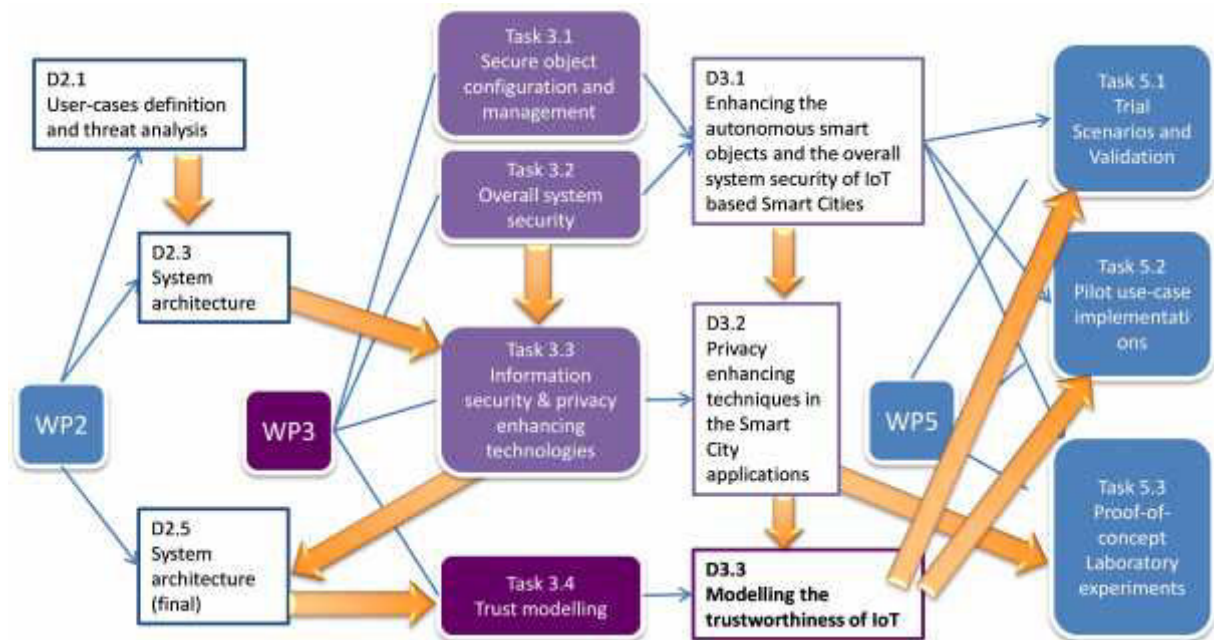 D2.1
User-cases definition
and threat analysis
D2.3
System
architecture
WP2
D2.5
System
architecture
(final)
WP3
Task 3.1
Secure object
configuration and
management
Task 3.2
Overall system
security
Task 3.3
Information
security & privacy
enhancing
technologies
Task 3.4
Trust modelling
D3.1
Enhancing the
autonomous smart
objects and the overall
system security of IoT
based Smart Cities
D3.2
Privacy
enhancing
techniques in
the Smart
City
applications
D3.3
Modelling the
trustworthiness of IoT
WP5
Task 5.1
Trial
Scenarios and
Validation
Task 5.2
Pilot use-case
implementati
ons
Task 5.3
Proof-of-
concept
Laboratory
experiments